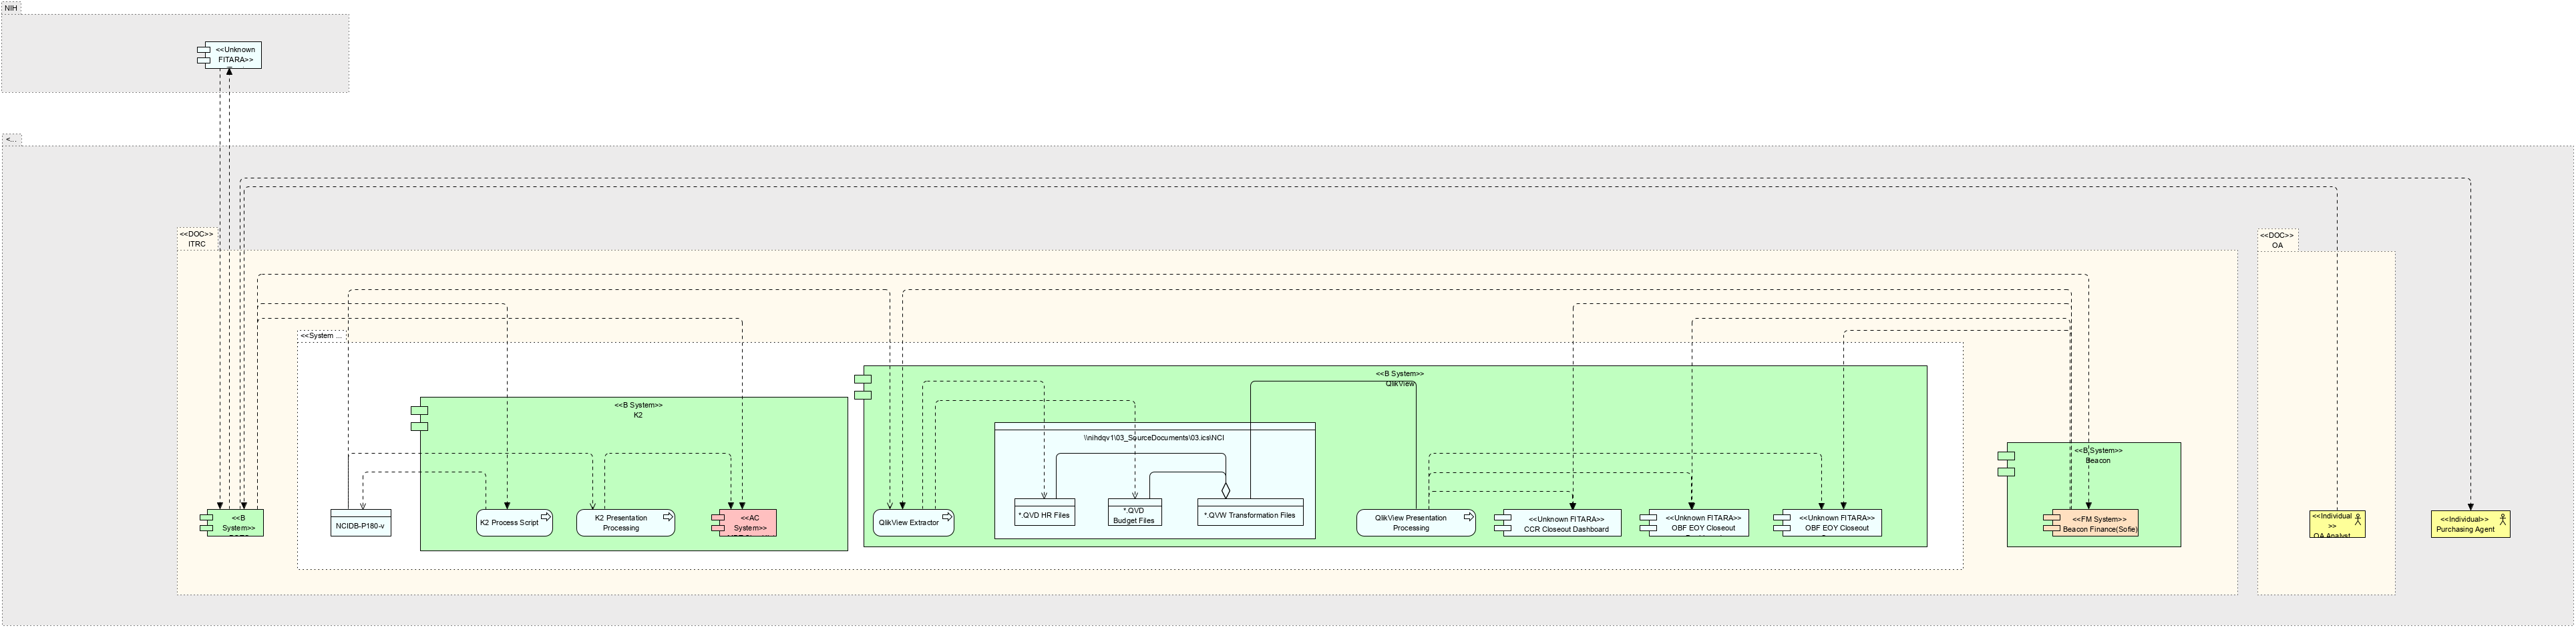 NIH
<<Unknown
FITARA>>
<...
<<DOC>>
ITRC
<<DOC>>
OA
<<System ...
<<B System>>
QlikView
<<B System>>
K2
\\nihdqv1\03_SourceDocuments\03.ics\NCI
<<B System>>
Beacon
<<B
System>>
NCIDB-P180-v
K2 Process Script
K2 Presentation
Processing
<<AC
System>>
QlikView Extractor
*.QVD HR Files
*.QVD
Budget Files
*.QVW Transformation Files
QlikView Presentation
Processing
<<Unknown FITARA>>
CCR Closeout Dashboard
<<Unknown FITARA>>
OBF EOY Closeout
<<Unknown FITARA>>
OBF EOY Closeout
<<FM System>>
Beacon Finance(Sofie)
<<Individual
>>
OA Analyst
<<Individual>>
Purchasing Agent